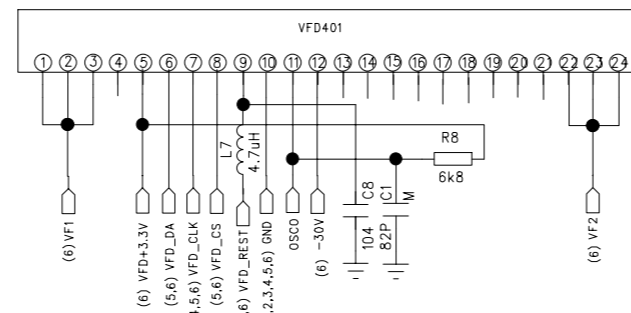 VFD401
1 2 3 4 5 6 7 8 9 10 11 12 13 14 15 16 17 18 19 20 21 22 23 24
R8
6k8
L7
4.7uH
C8
104
C1
82P
M
(6) VF1
(6) VFD+3.3V
(5,6) VFD_DA
4,5,6) VFD_CLK
(5,6) VFD_CS
,6) VFD_REST
,2,3,4,5,6) GND
OSCO
(6) -30V
(6) VF2